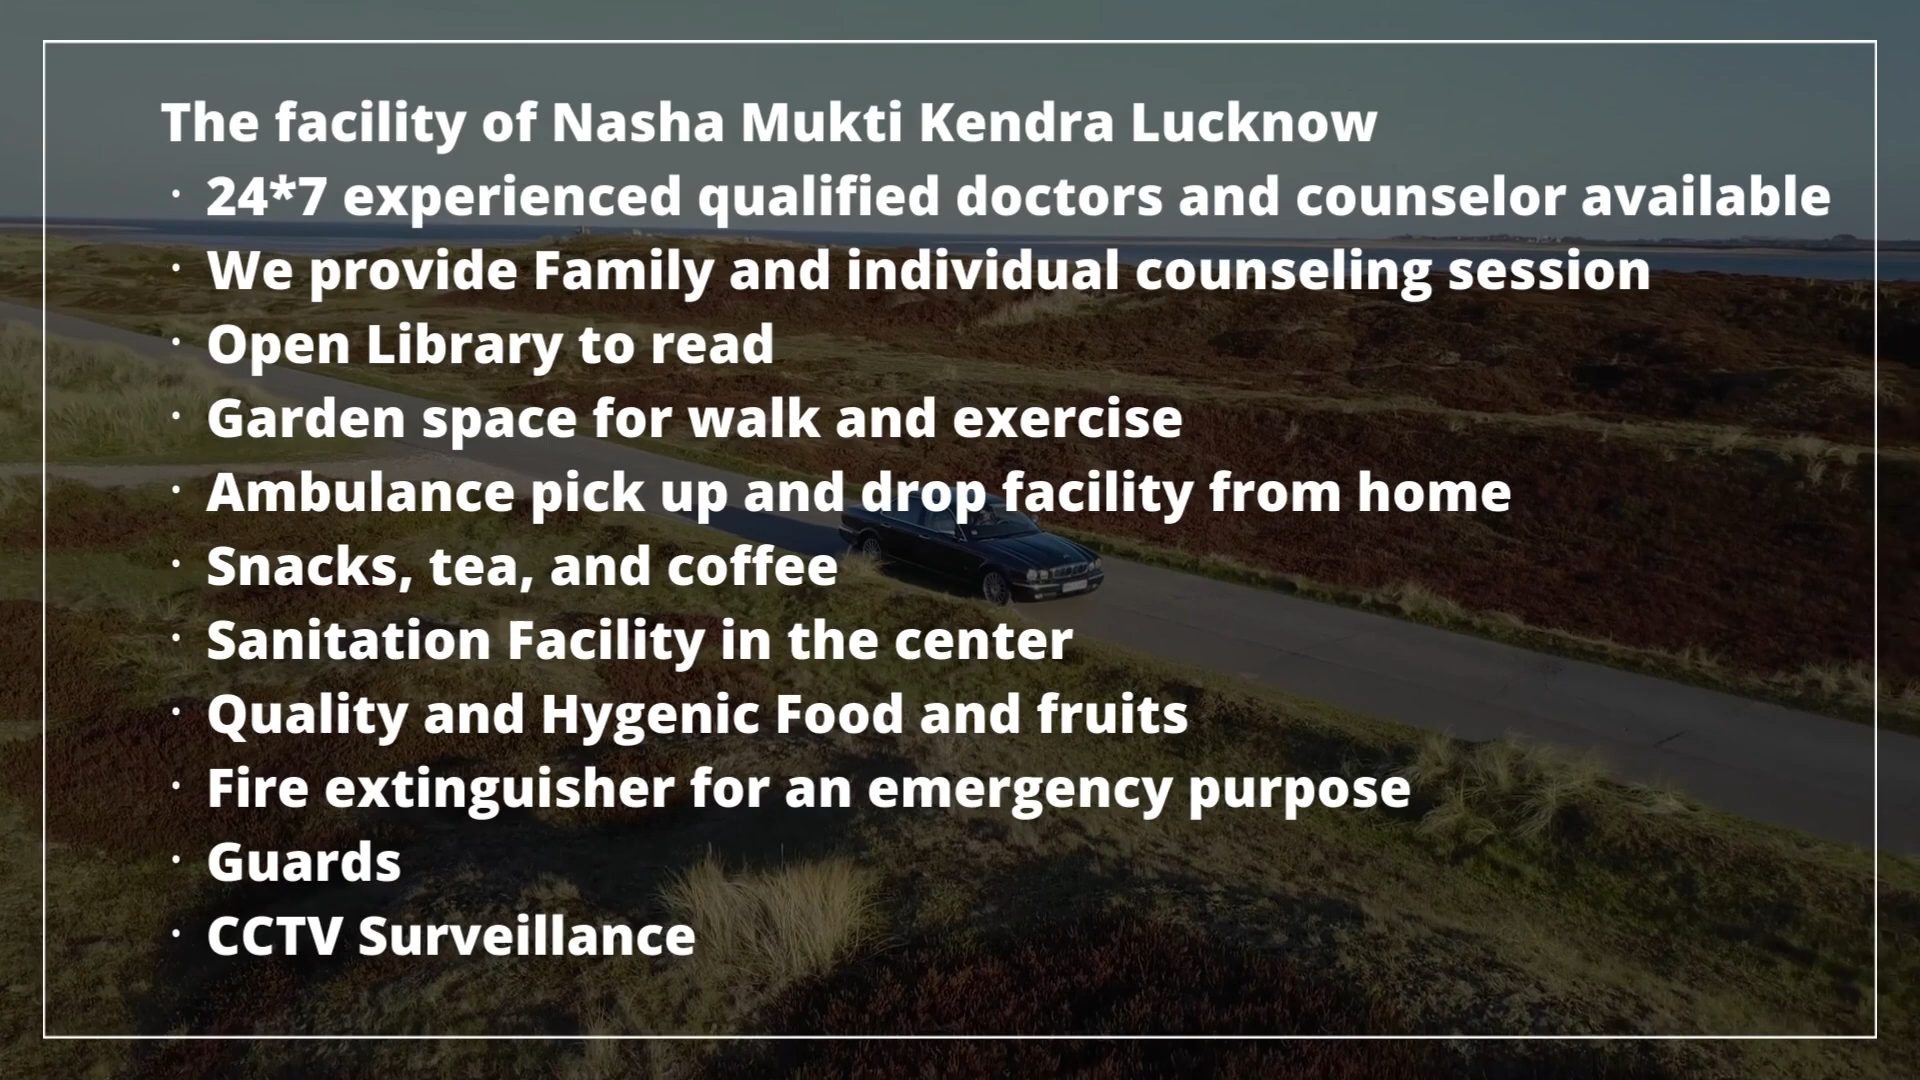 The facility of Nasha Mukti Kendra Lucknow
· 24*7 experienced qualified doctors and counselor available
· We provide Family and individual counseling session
· Open Library to read
· Garden space for walk and exercise
· Ambulance pick up and drop facility from home
· Snacks, tea, and coffee
· Sanitation Facility in the center
· Quality and Hygenic Food and fruits
· Fire extinguisher for an emergency purpose
· Guards
· CCTV Surveillance